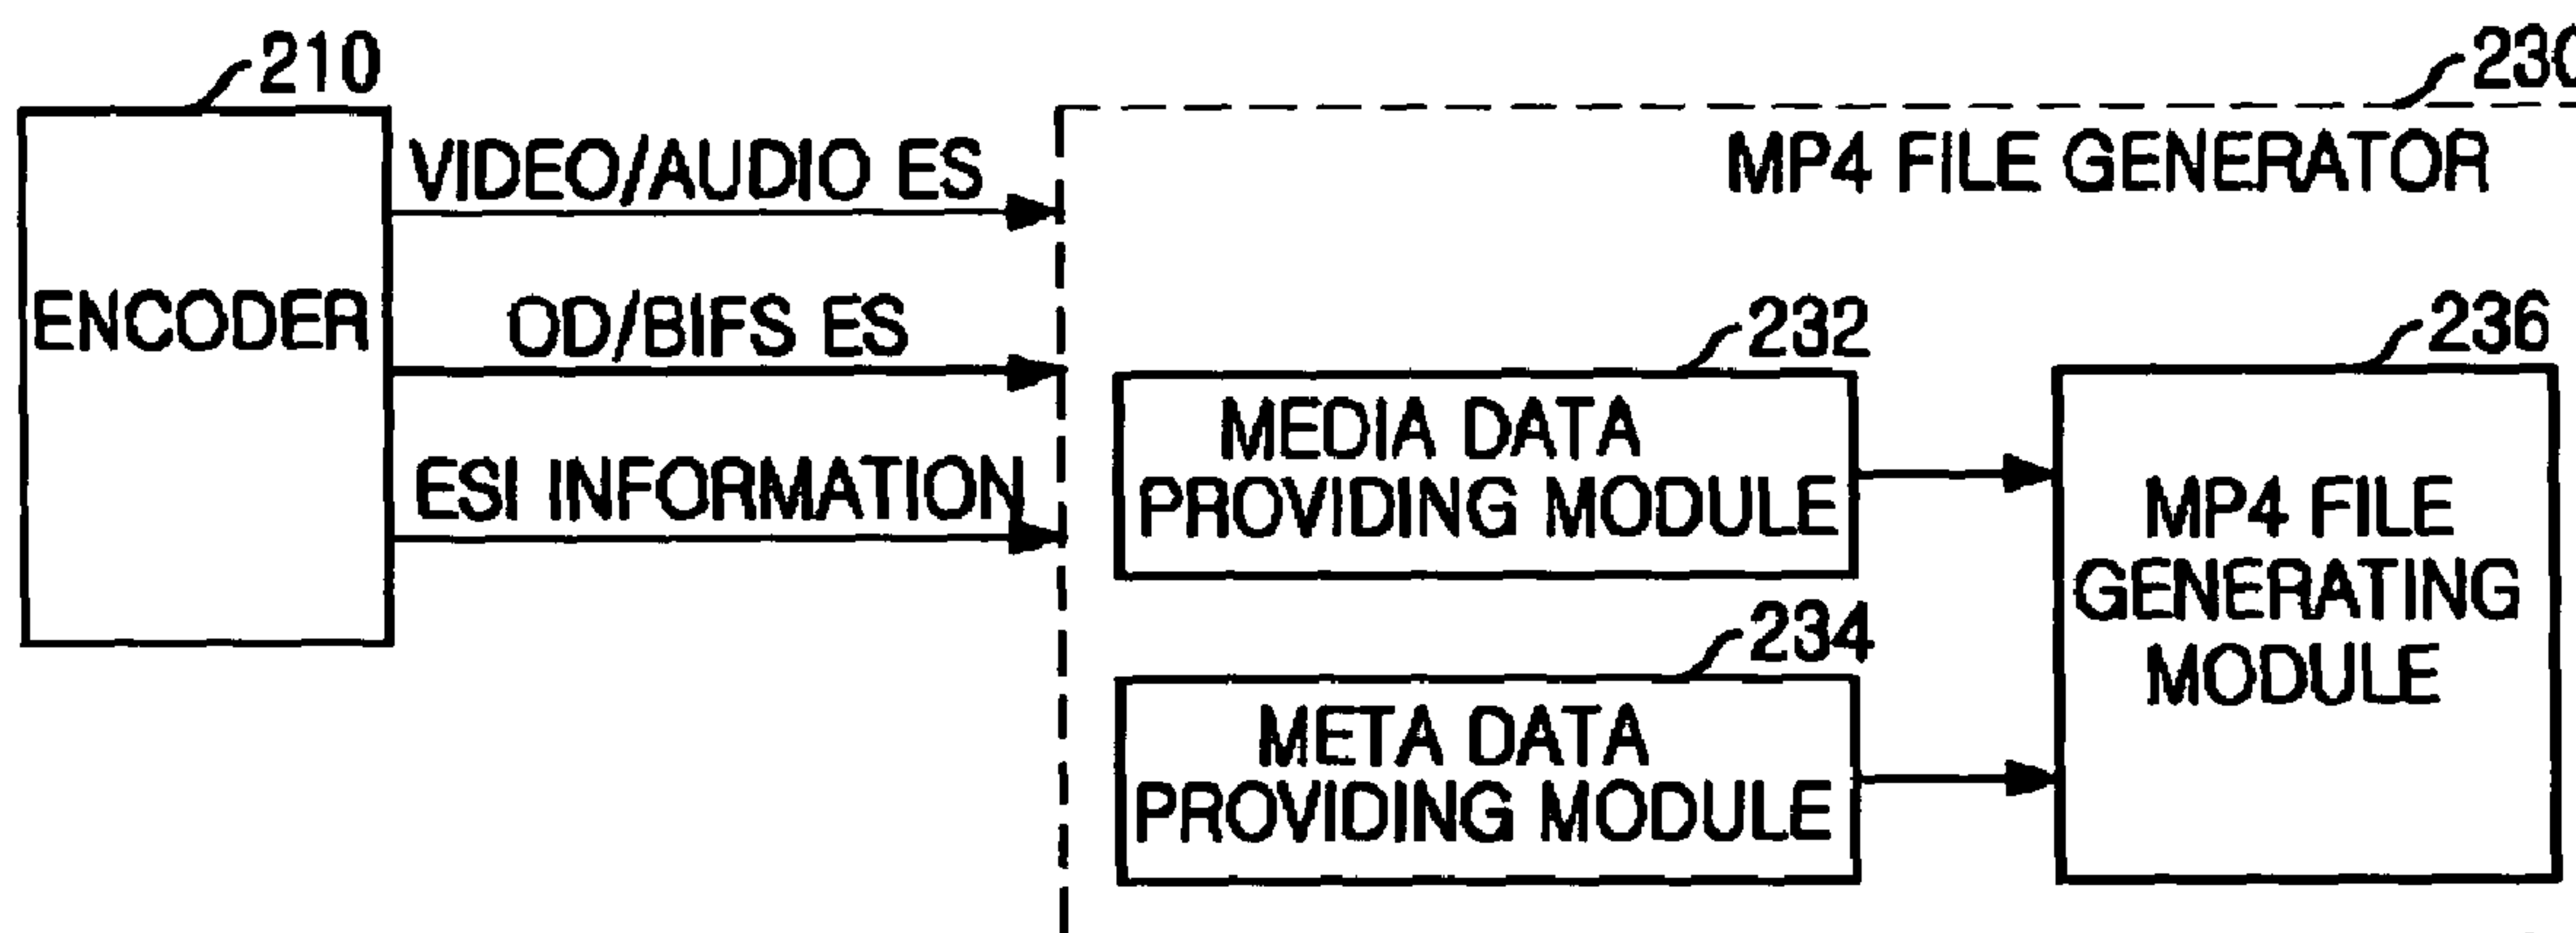 210
230
VIDEO/AUDIO ES
MP4 FILE GENERATOR
ENCODER
OD/BIFS ES
232
236
MEDIA DATA
PROVIDING MODULE
ESI INFORMATION
MP4 FILE
GENERATING
MODULE
234
META DATA
PROVIDING MODULE